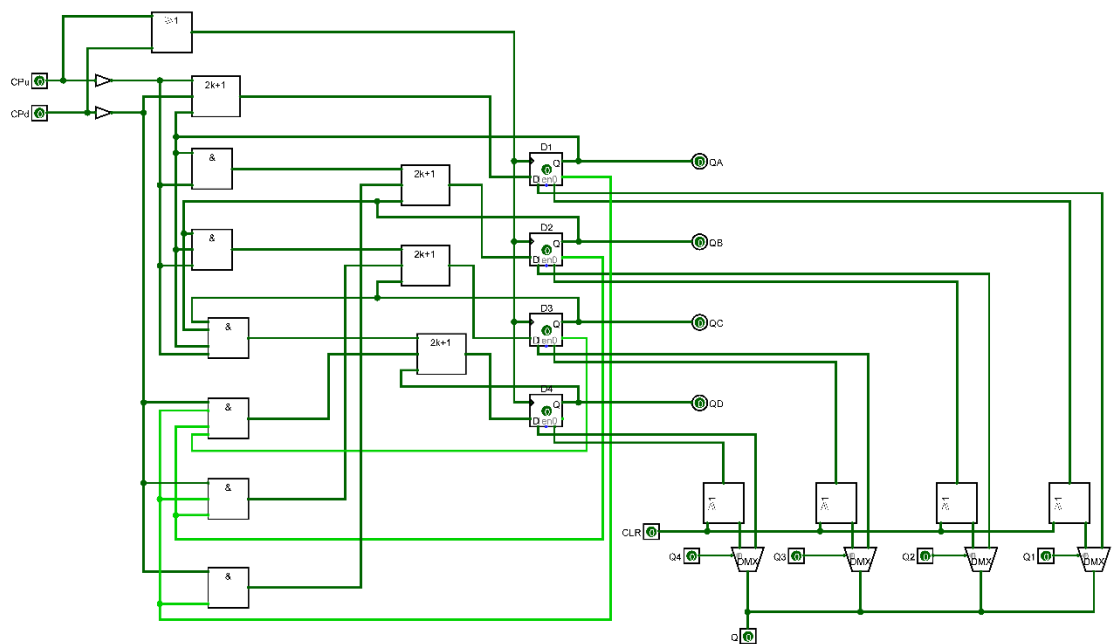 ≥1
CPu
CPd
2k+1
&
2k+1
D1
Q
D en0
QA
&
2k+1
D2
Q
D en0
QB
&
2k+1
D3
Q
D en0
QC
&
D4
Q
D en0
QD
&
≥1
≥1
≥1
≥1
CLR
Q4
DMX
Q3
DMX
Q2
DMX
Q1
DMX
&
Q